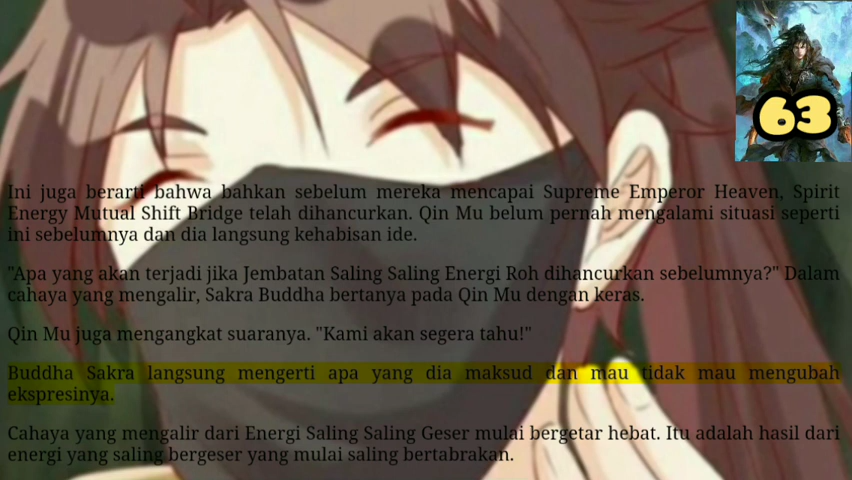 63
Ini juga berarti bahwa bahkan sebelum mereka mencapai Supreme Emperor Heaven, Spirit
Energy Mutual Shift Bridge telah dihancurkan. Qin Mu belum pernah mengalami situasi seperti
ini sebelumnya dan dia langsung kehabisan ide.
"Apa yang akan terjadi jika Jembatan Saling Saling Energi Roh dihancurkan sebelumnya?" Dalam
cahaya yang mengalir, Sakra Buddha bertanya pada Qin Mu dengan keras.
Qin Mu juga mengangkat suaranya. "Kami akan segera tahu!"
Buddha Sakra langsung mengerti apa yang dia maksud dan mau tidak mau mengubah
ekspresinya.
Cahaya yang mengalir dari Energi Saling Saling Geser mulai bergetar hebat. Itu adalah hasil dari
energi yang saling bergeser yang mulai saling bertabrakan.